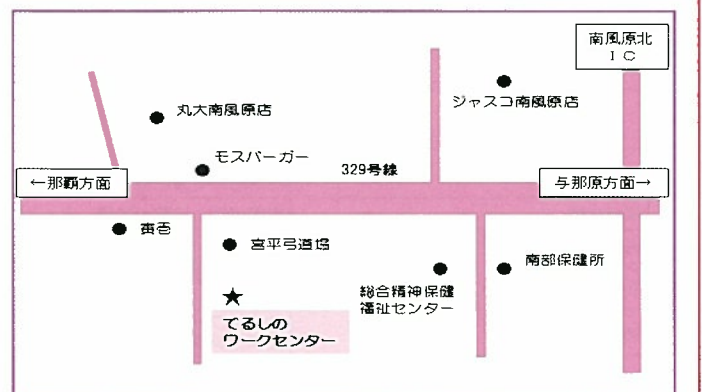 南風原北
ＩＣ
丸大南風原店
ジャスコ南風原店
モスバーガー
329号線
←那覇方面
与那原方面→
寅壱
宮平弓道場
南部保健所
総合精神保健
福祉センター
てるしの
ワークセンター